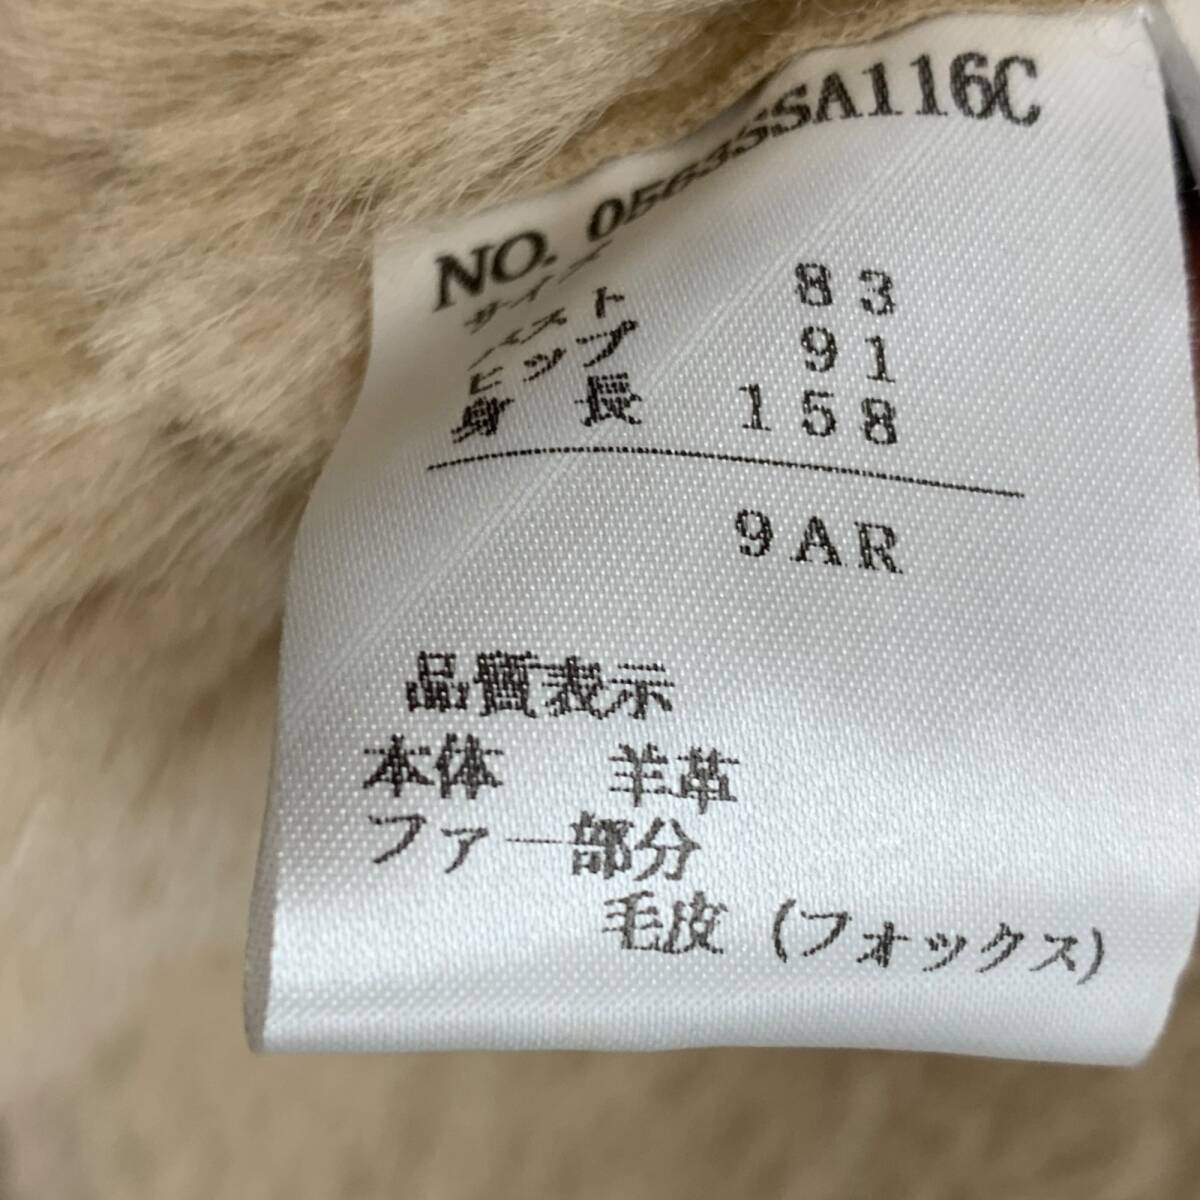 NO. 05635SSA116C
サイズ
バスト 83
ヒップ 91
身長 158
9AR
品質表示
本体 羊革
ファー部分
毛皮(フォックス)